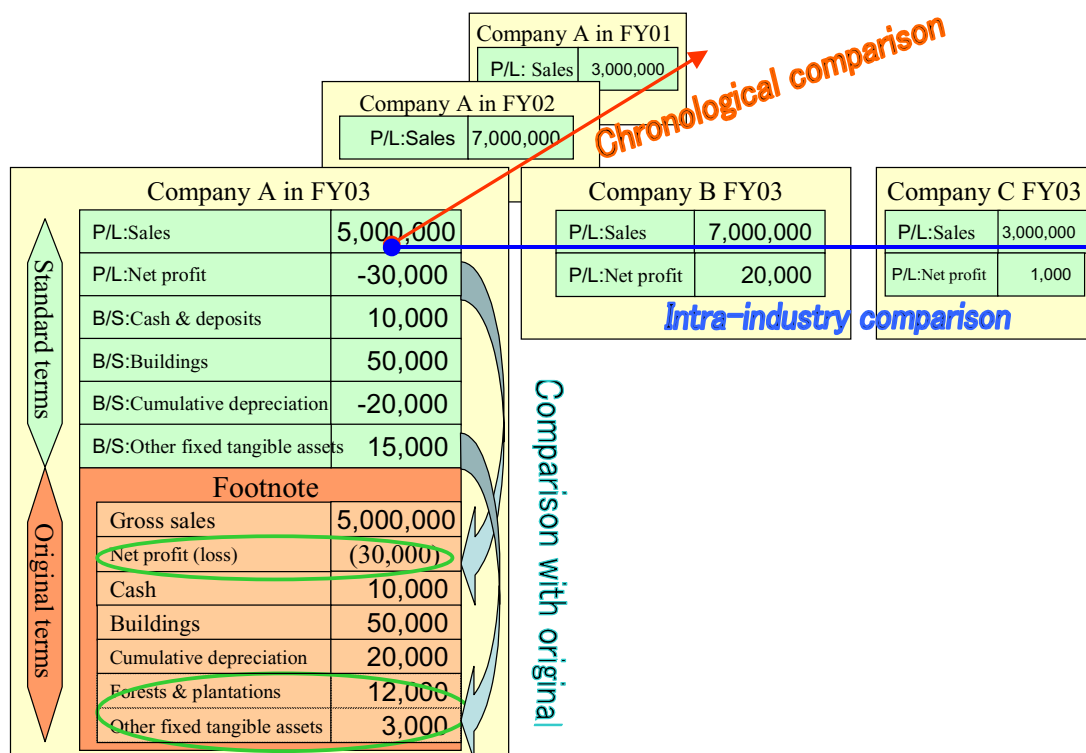 Company A in FY01
P/L: Sales 3,000,000
Chronological comparison
Company A in FY02
P/L:Sales 7,000,000
Company A in FY03
P/L:Sales 5,000,000
P/L:Net profit -30,000
B/S:Cash & deposits 10,000
B/S:Buildings 50,000
B/S:Cumulative depreciation -20,000
B/S:Other fixed tangible assets 15,000
Standard terms
Footnote
Gross sales 5,000,000
Net profit (loss) (30,000)
Cash 10,000
Buildings 50,000
Cumulative depreciation 20,000
Forests & plantations 12,000
Other fixed tangible assets 3,000
Original terms
Comparison with original
Company B FY03
P/L:Sales 7,000,000
P/L:Net profit 20,000
Company C FY03
P/L:Sales 3,000,000
P/L:Net profit 1,000
Intra-industry comparison